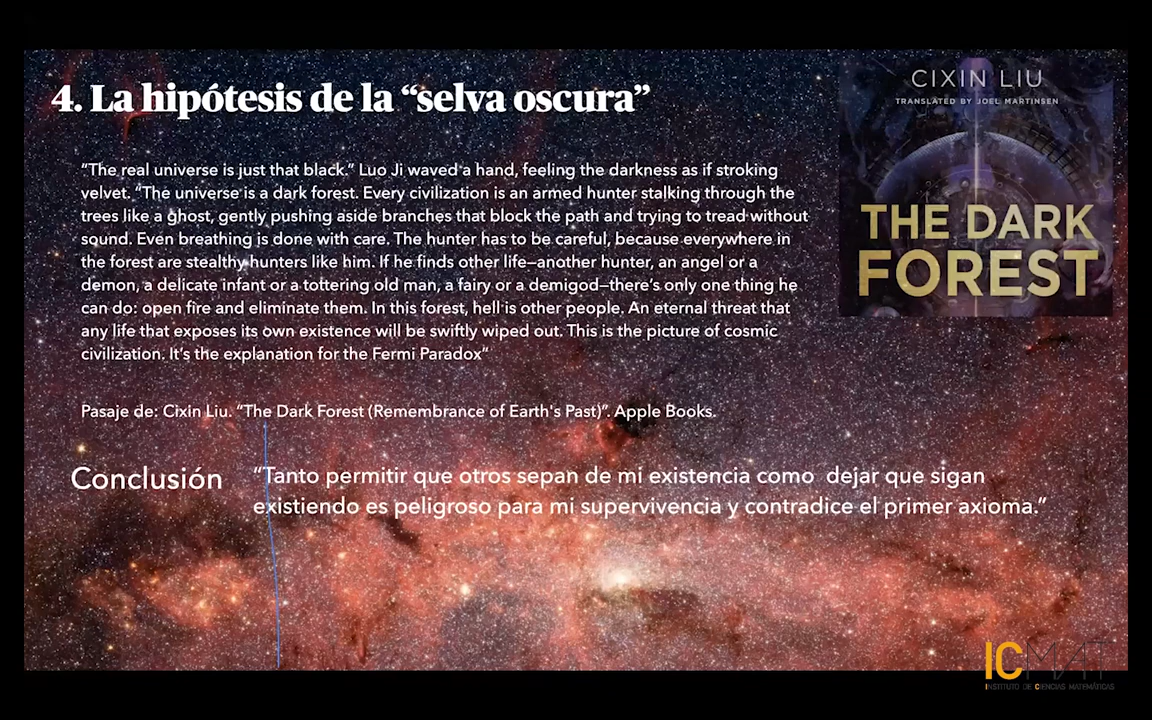 4. La hipótesis de la “selva oscura”
CIXIN LIU
TRANSLATED BY JOEL MARTINSEN
THE DARK
FOREST
“The real universe is just that black.” Luo Ji waved a hand, feeling the darkness as if stroking
velvet. “The universe is a dark forest. Every civilization is an armed hunter stalking through the
trees like a ghost, gently pushing aside branches that block the path and trying to tread without
sound. Even breathing is done with care. The hunter has to be careful, because everywhere in
the forest are stealthy hunters like him. If he finds other life—another hunter, an angel or a
demon, a delicate infant or a tottering old man, a fairy or a demigod—there’s only one thing he
can do: open fire and eliminate them. In this forest, hell is other people. An eternal threat that
any life that exposes its own existence will be swiftly wiped out. This is the picture of cosmic
civilization. It’s the explanation for the Fermi Paradox“
Pasaje de: Cixin Liu. “The Dark Forest (Remembrance of Earth's Past)”. Apple Books.
Conclusión
“Tanto permitir que otros sepan de mi existencia como  dejar que sigan
existiendo es peligroso para mi supervivencia y contradice el primer axioma.”
ICMAT
INSTITUTO DE CIENCIAS MATEMÁTICAS